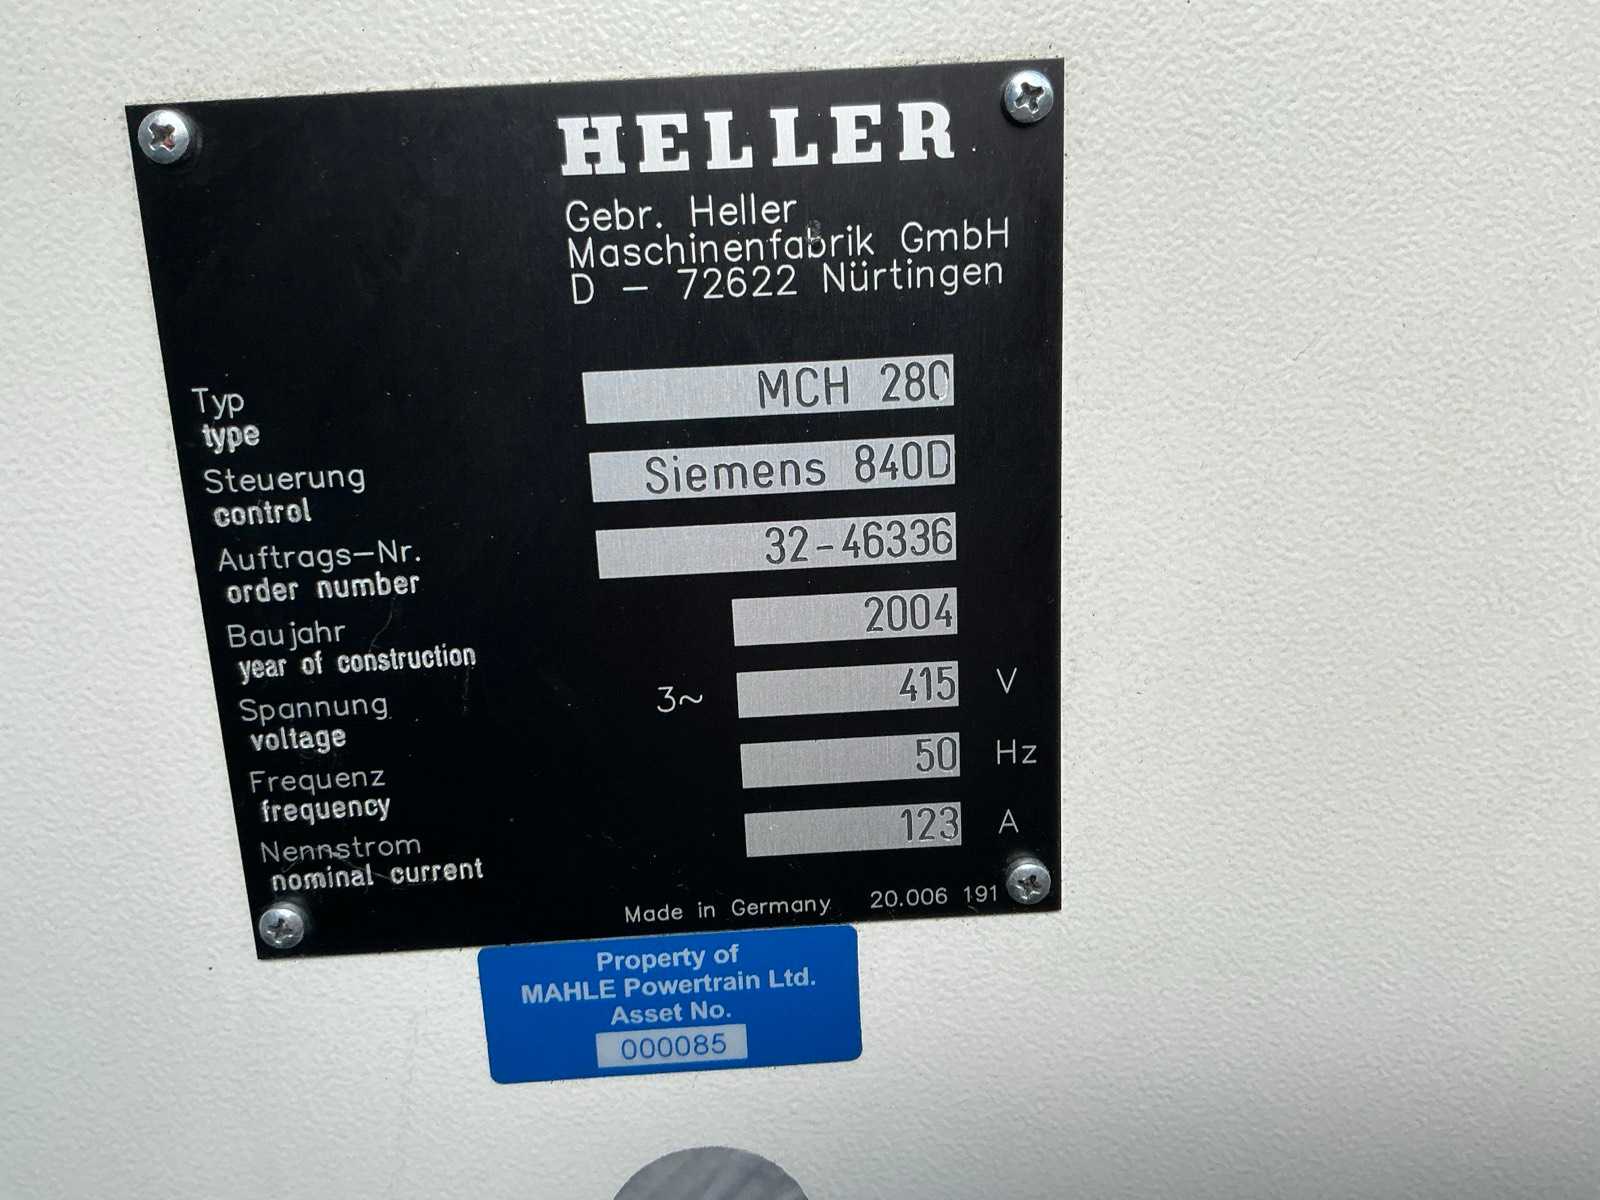 HELLER
Gebr. Heller
Maschinenfabrik GmbH
D – 72622 Nürtingen
Typ
type
MCH 280
Steuerung
control
Siemens 840D
Auftrags–Nr.
order number
32-46336
Baujahr
year of construction
2004
Spannung
voltage
3~ 415 V
Frequenz
frequency
50 Hz
Nennstrom
nominal current
123 A
Made in Germany 20.006 191
Property of
MAHLE Powertrain Ltd.
Asset No.
000085